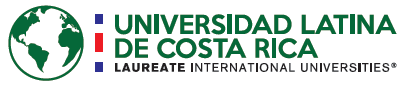 UNIVERSIDAD LATINA
DE COSTA RICA
LAUREATE INTERNATIONAL UNIVERSITIES®